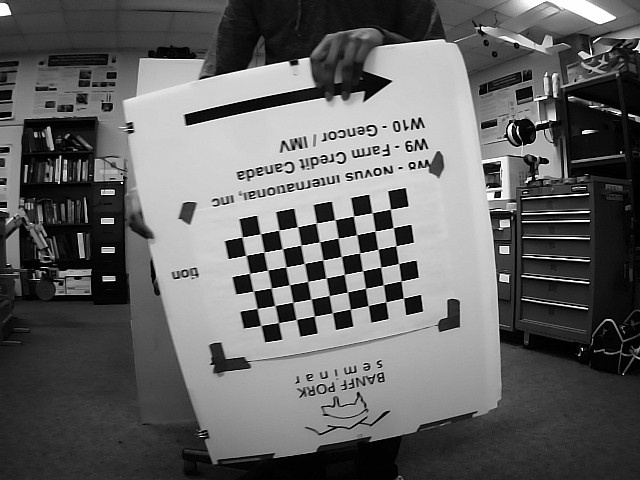 BANFF PORK
seminar
tion
W8 - Novus International, Inc
W9 - Farm Credit Canada
W10 - Gencor / IMV